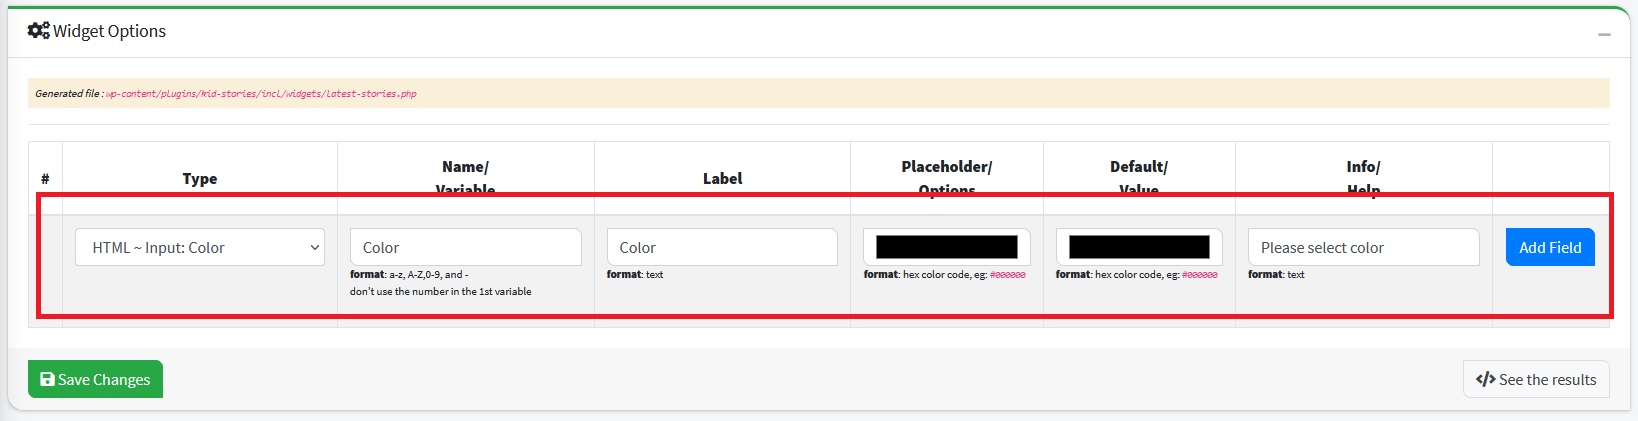 Widget Options
Generated file : wp-content/plugins/kid-stories/incl/widgets/latest-stories.php
# Type Name/ Variable Label Placeholder/ Options Default/ Value Info/ Help
HTML ~ Input: Color Color Color Please select color Add Field
format: a-z, A-Z,0-9, and - format: text format: hex color code, eg: #000000 format: hex color code, eg: #000000 format: text
don't use the number in the 1st variable
Save Changes See the results